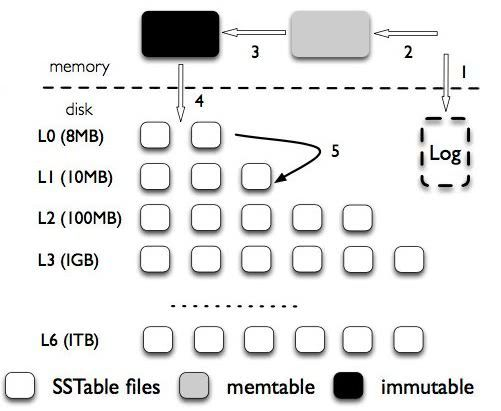 3
2
memory
1
disk
4
L0 (8MB)
5
Log
L1 (10MB)
L2 (100MB)
L3 (1GB)
L6 (1TB)
SSTable files
memtable
immutable